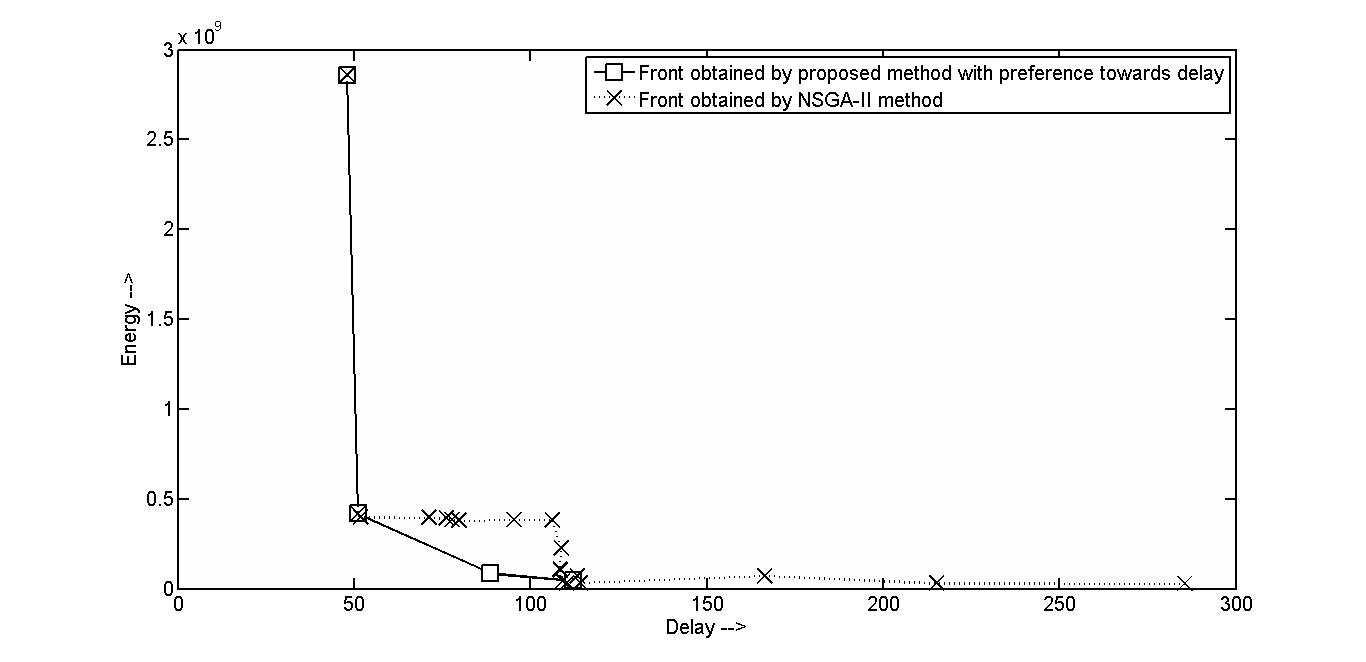 x 10^9
3
2.5
2
1.5
1
0.5
0
Energy -->
Front obtained by proposed method with preference towards delay
Front obtained by NSGA-II method
0 50 100 150 200 250 300
Delay -->